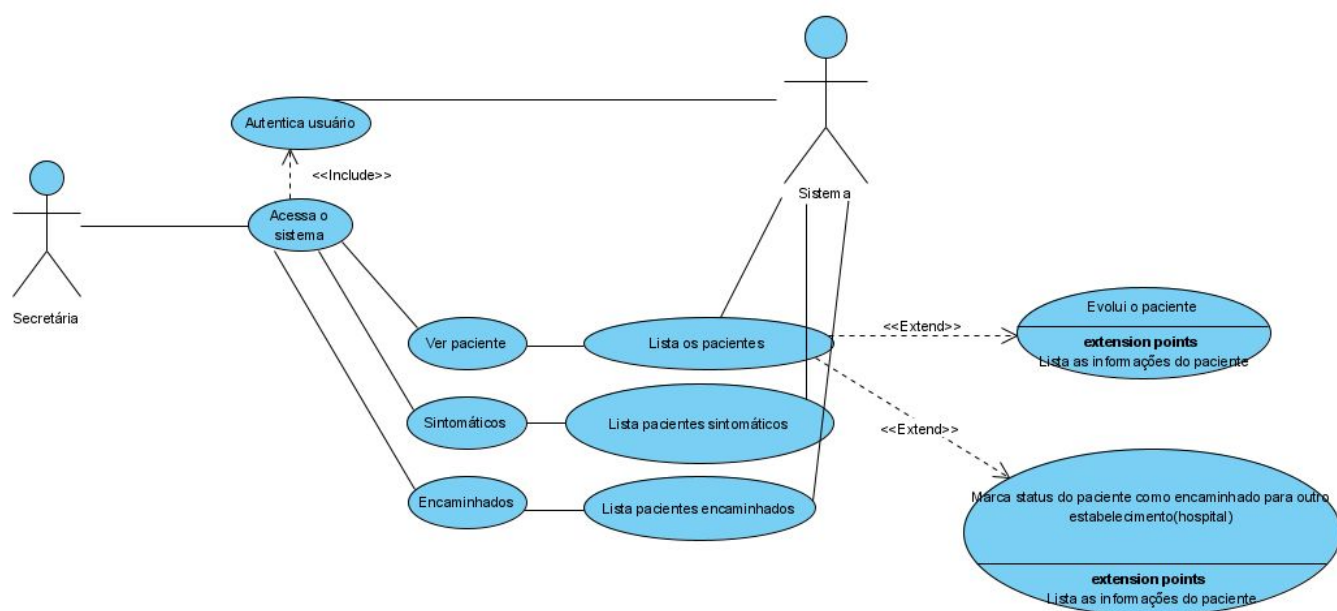 Autentica usuário
<<Include>>
Acessa o
sistema
Secretária
Sistema
Ver paciente
Lista os pacientes
<<Extend>>
Evolui o paciente
extension points
Lista as informações do paciente
Sintomáticos
Lista pacientes sintomáticos
<<Extend>>
Encaminhados
Lista pacientes encaminhados
Marca status do paciente como encaminhado para outro
estabelecimento(hospital)
extension points
Lista as informações do paciente